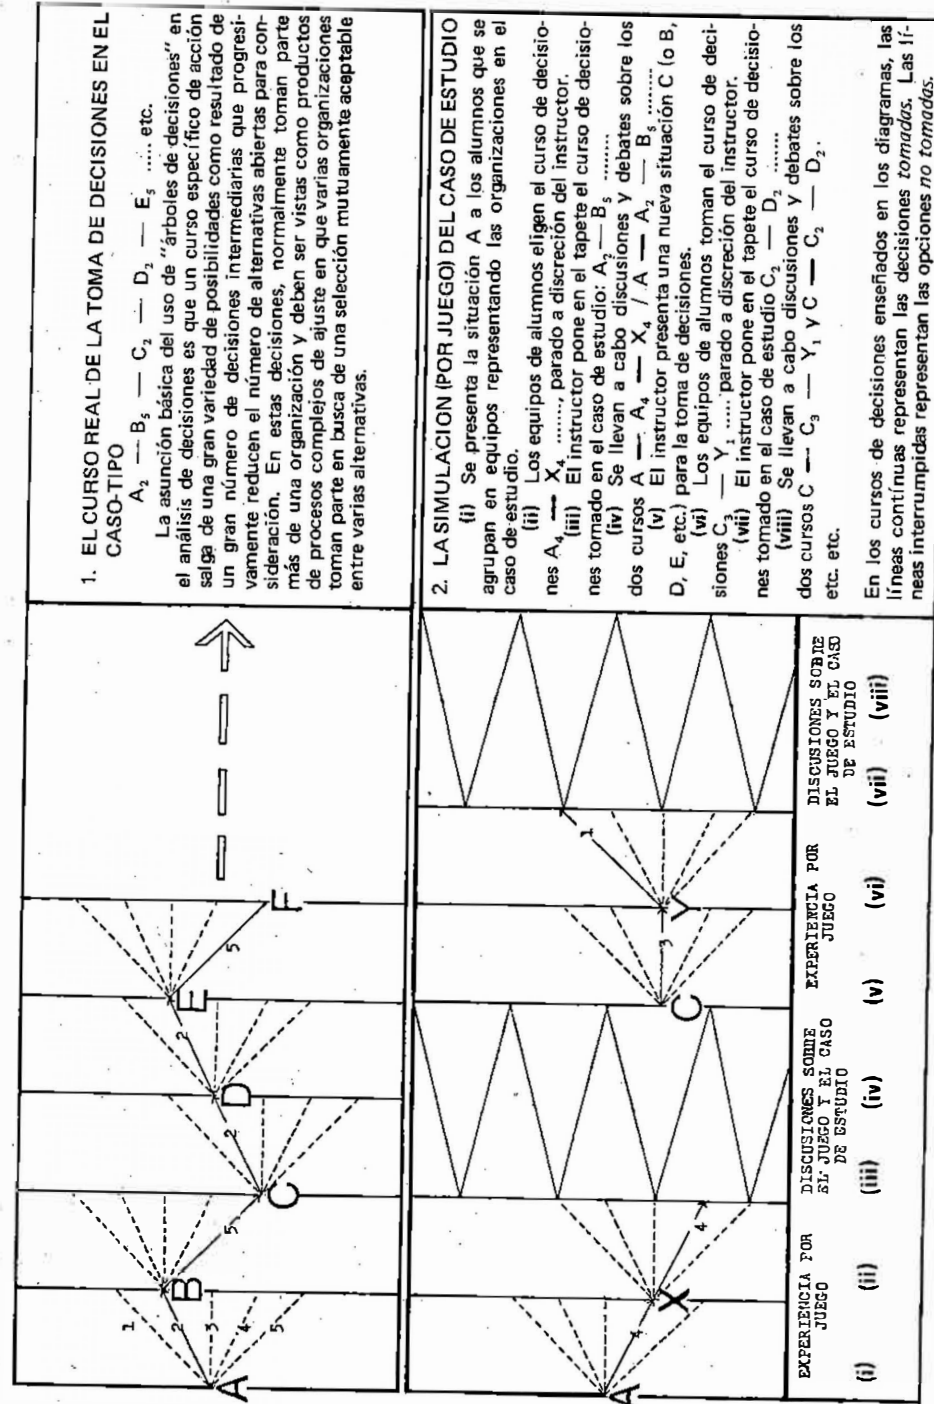 1. EL CURSO REAL DE LA TOMA DE DECISIONES EN EL
CASO-TIPO
A₂ — B₅ — C₂ — D₂ — E₅ ..... etc.
La asunción básica del uso de "árboles de decisiones" en
el análisis de decisiones es que un curso específico de acción
salga de una gran variedad de posibilidades como resultado de
un gran número de decisiones intermediarias que progresi-
vamente reducen el número de alternativas abiertas para con-
sideración. En estas decisiones, normalmente toman parte
más de una organización y deben ser vistas como productos
de procesos complejos de ajuste en que varias organizaciones
toman parte en busca de una selección mutuamente aceptable
entre varias alternativas.
A
1
2
3
4
5
B
5
C
2
D
2
E
5
F
2. LA SIMULACION (POR JUEGO) DEL CASO DE ESTUDIO
(i) Se presenta la situación A a los alumnos que se
agrupan en equipos representando las organizaciones en el
caso de estudio.
(ii) Los equipos de alumnos eligen el curso de decisio-
nes A₄ — X₄ ......., parado a discreción del instructor.
(iii) El instructor pone en el tapete el curso de decisio-
nes tomado en el caso de estudio: A₂ — B₅ ........
(iv) Se llevan a cabo discusiones y debates sobre los
dos cursos A — A₄ — X₄ / A — A₂ — B₅ ........
(v) El instructor presenta una nueva situación C (o B,
D, E, etc.) para la toma de decisiones.
(vi) Los equipos de alumnos toman el curso de deci-
siones C₃ — Y₁ ...... parado a discreción del instructor.
(vii) El instructor pone en el tapete el curso de decisio-
nes tomado en el caso de estudio C₂ — D₂ .......
(viii) Se llevan a cabo discusiones y debates sobre los
dos cursos C — C₃ — Y₁ y C — C₂ — D₂.
etc. etc.
En los cursos de decisiones enseñados en los diagramas, las
líneas contínuas representan las decisiones tomadas. Las lí-
neas interrumpidas representan las opciones no tomadas.
A
4
X
4
C
3
Y
1
EXPERIENCIA POR
JUEGO
DISCUSIONES SOBRE
EL JUEGO Y EL CASO
DE ESTUDIO
EXPERIENCIA POR
JUEGO
DISCUSIONES SOBRE
EL JUEGO Y EL CASO
DE ESTUDIO
(i) (ii) (iii) (iv) (v) (vi) (vii) (viii)